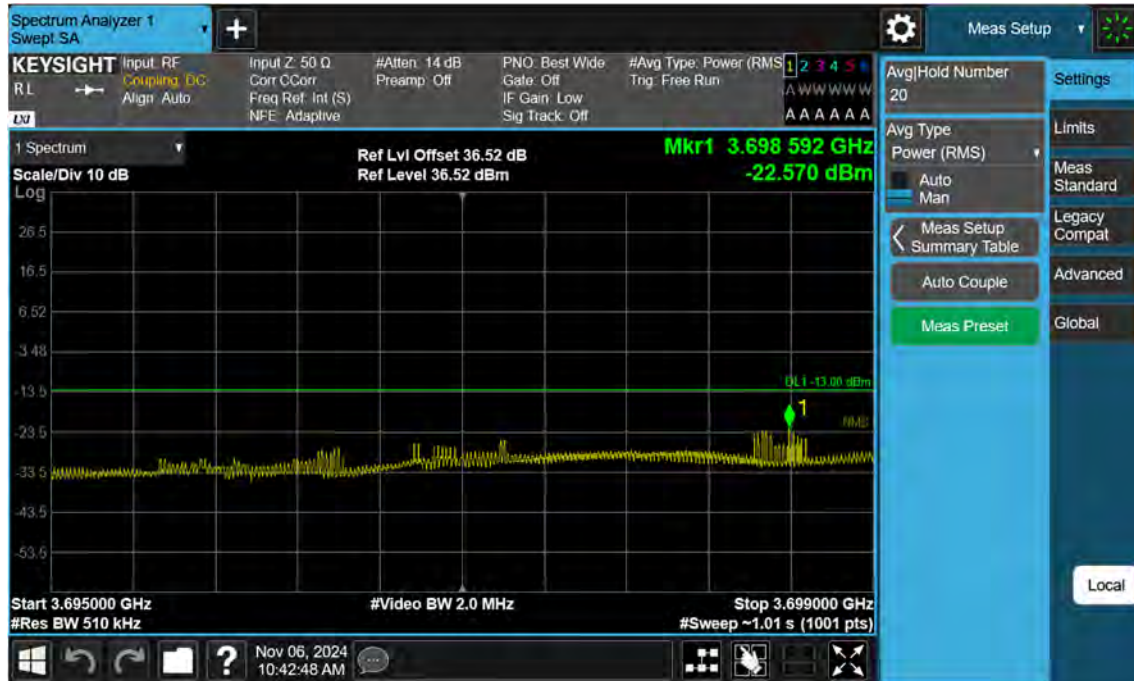 Spectrum Analyzer 1
Swept SA
+
Meas Setup
KEYSIGHT
RL
LXI
Input: RF
Coupling: DC
Align: Auto
Input Z: 50 Ω
Corr CCorr
Freq Ref: Int (S)
NFE: Adaptive
#Atten: 14 dB
Preamp: Off
PNO: Best Wide
Gate: Off
IF Gain: Low
Sig Track: Off
#Avg Type: Power (RMS)
Trig: Free Run
1 2 3 4 5 6
A W W W W W
A A A A A A
1 Spectrum
Scale/Div 10 dB
Log
Ref Lvl Offset 36.52 dB
Ref Level 36.52 dBm
Mkr1 3.698 592 GHz
-22.570 dBm
26.5
16.5
6.52
-3.48
-13.5
-23.5
-33.5
-43.5
-53.5
DL1 -13.00 dBm
1
RMS
Start 3.695000 GHz
#Res BW 510 kHz
#Video BW 2.0 MHz
Stop 3.699000 GHz
#Sweep ~1.01 s (1001 pts)
Avg|Hold Number
20
Avg Type
Power (RMS)
Auto
Man
Meas Setup
Summary Table
Auto Couple
Meas Preset
Settings
Limits
Meas
Standard
Legacy
Compat
Advanced
Global
Local
?
Nov 06, 2024
10:42:48 AM